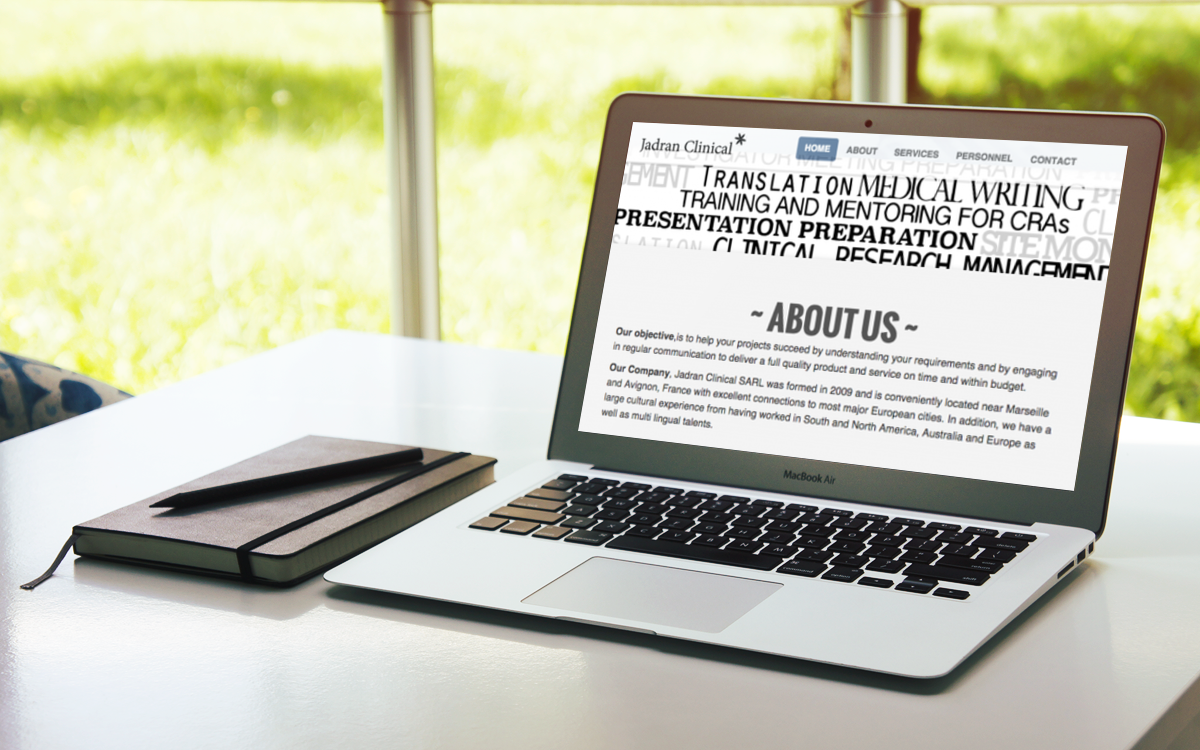 Jadran Clinical*
HOME ABOUT SERVICES PERSONNEL CONTACT
INVESTIGATOR MEETING PREPARATION
TRANSLATION MEDICAL WRITING
TRAINING AND MENTORING FOR CRAs
PRESENTATION PREPARATION
CLINICAL RESEARCH MANAGEMENT
~ ABOUT US ~
Our objective,is to help your projects succeed by understanding your requirements and by engaging
in regular communication to deliver a full quality product and service on time and within budget.
Our Company, Jadran Clinical SARL was formed in 2009 and is conveniently located near Marseille
and Avignon, France with excellent connections to most major European cities. In addition, we have a
large cultural experience from having worked in South and North America, Australia and Europe as
well as multi lingual talents.
MacBook Air